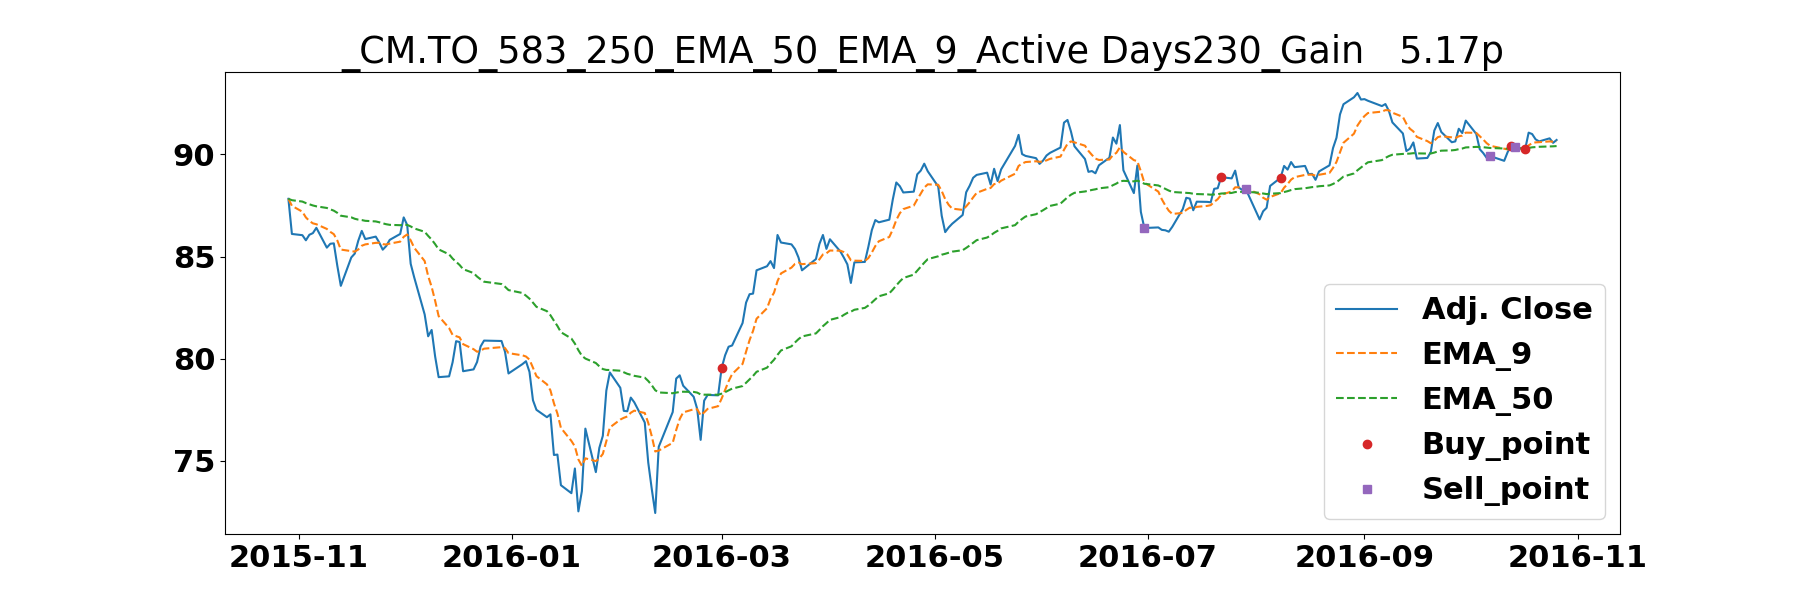 _CM.TO_583_250_EMA_50_EMA_9_Active Days230_Gain   5.17p
90
85
80
75
Adj. Close
EMA_9
EMA_50
Buy_point
Sell_point
2015-11 2016-01 2016-03 2016-05 2016-07 2016-09 2016-11